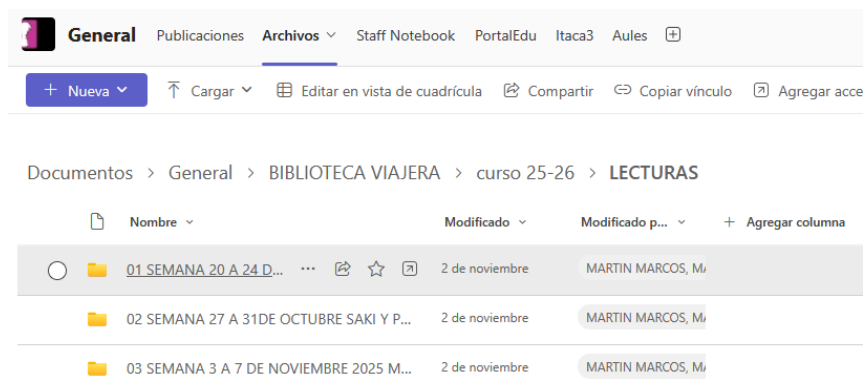 General Publicaciones Archivos Staff Notebook PortalEdu Itaca3 Aules
Nueva Cargar Editar en vista de cuadrícula Compartir Copiar vínculo Agregar acce
Documentos > General > BIBLIOTECA VIAJERA > curso 25-26 > LECTURAS
Nombre Modificado Modificado p... + Agregar columna
01 SEMANA 20 A 24 D... ... 2 de noviembre MARTIN MARCOS, MA
02 SEMANA 27 A 31DE OCTUBRE SAKI Y P... 2 de noviembre MARTIN MARCOS, MA
03 SEMANA 3 A 7 DE NOVIEMBRE 2025 M... 2 de noviembre MARTIN MARCOS, MA